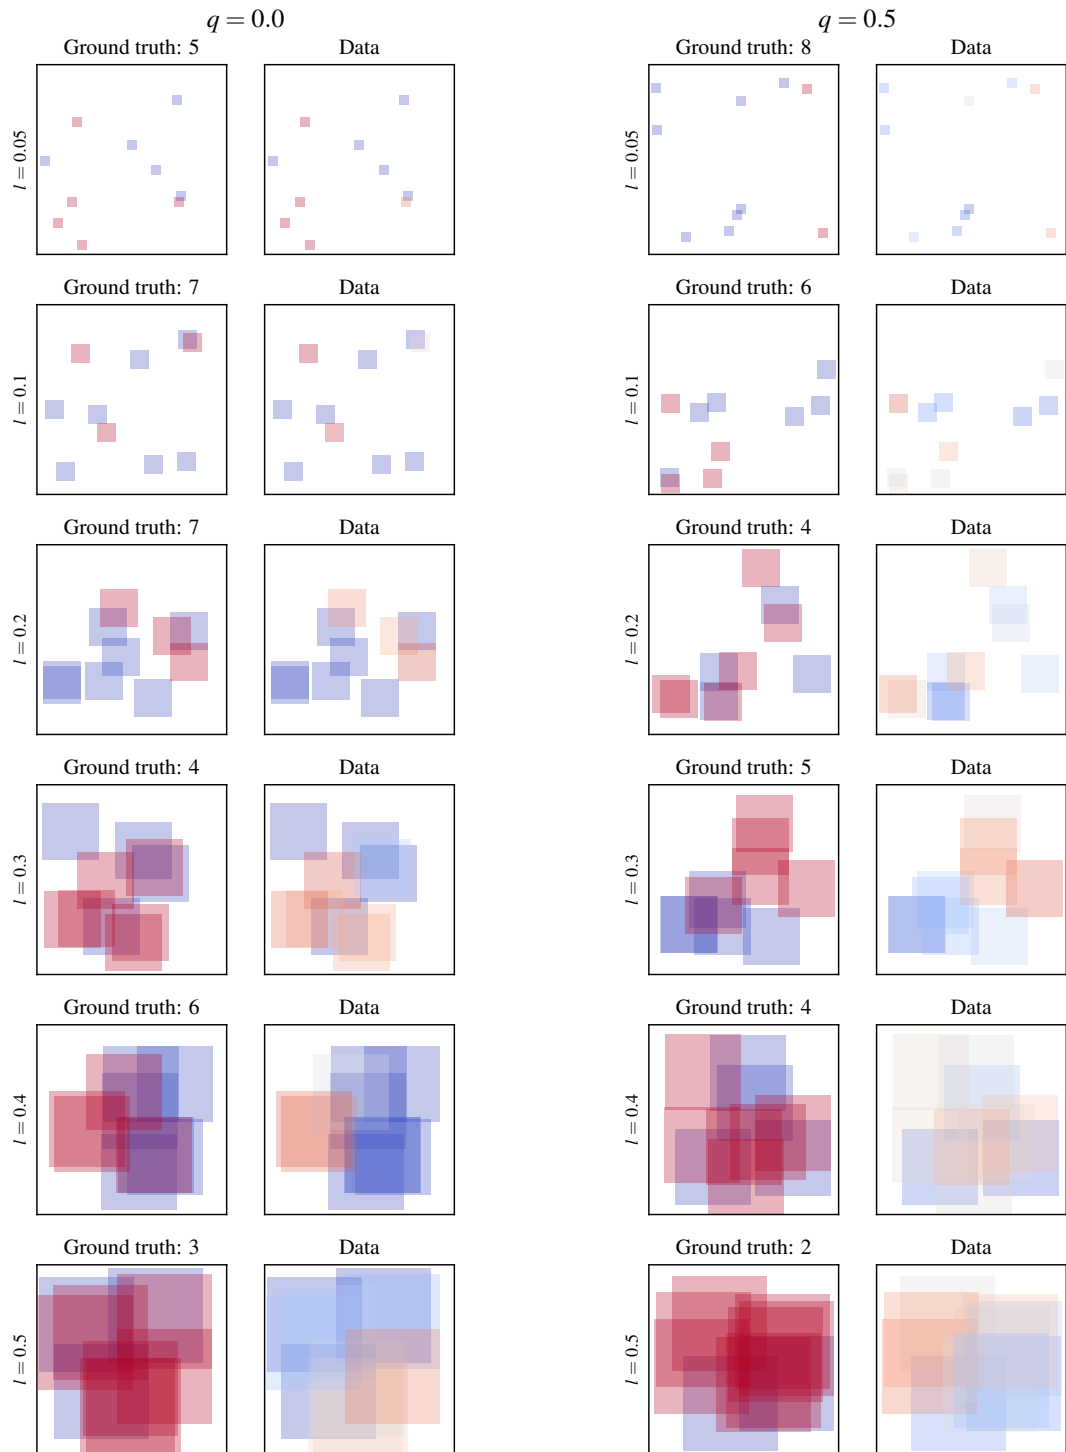 q = 0.0 q = 0.5
Ground truth: 5 Data Ground truth: 8 Data
l = 0.05 l = 0.05
Ground truth: 7 Data Ground truth: 6 Data
l = 0.1 l = 0.1
Ground truth: 7 Data Ground truth: 4 Data
l = 0.2 l = 0.2
Ground truth: 4 Data Ground truth: 5 Data
l = 0.3 l = 0.3
Ground truth: 6 Data Ground truth: 4 Data
l = 0.4 l = 0.4
Ground truth: 3 Data Ground truth: 2 Data
l = 0.5 l = 0.5